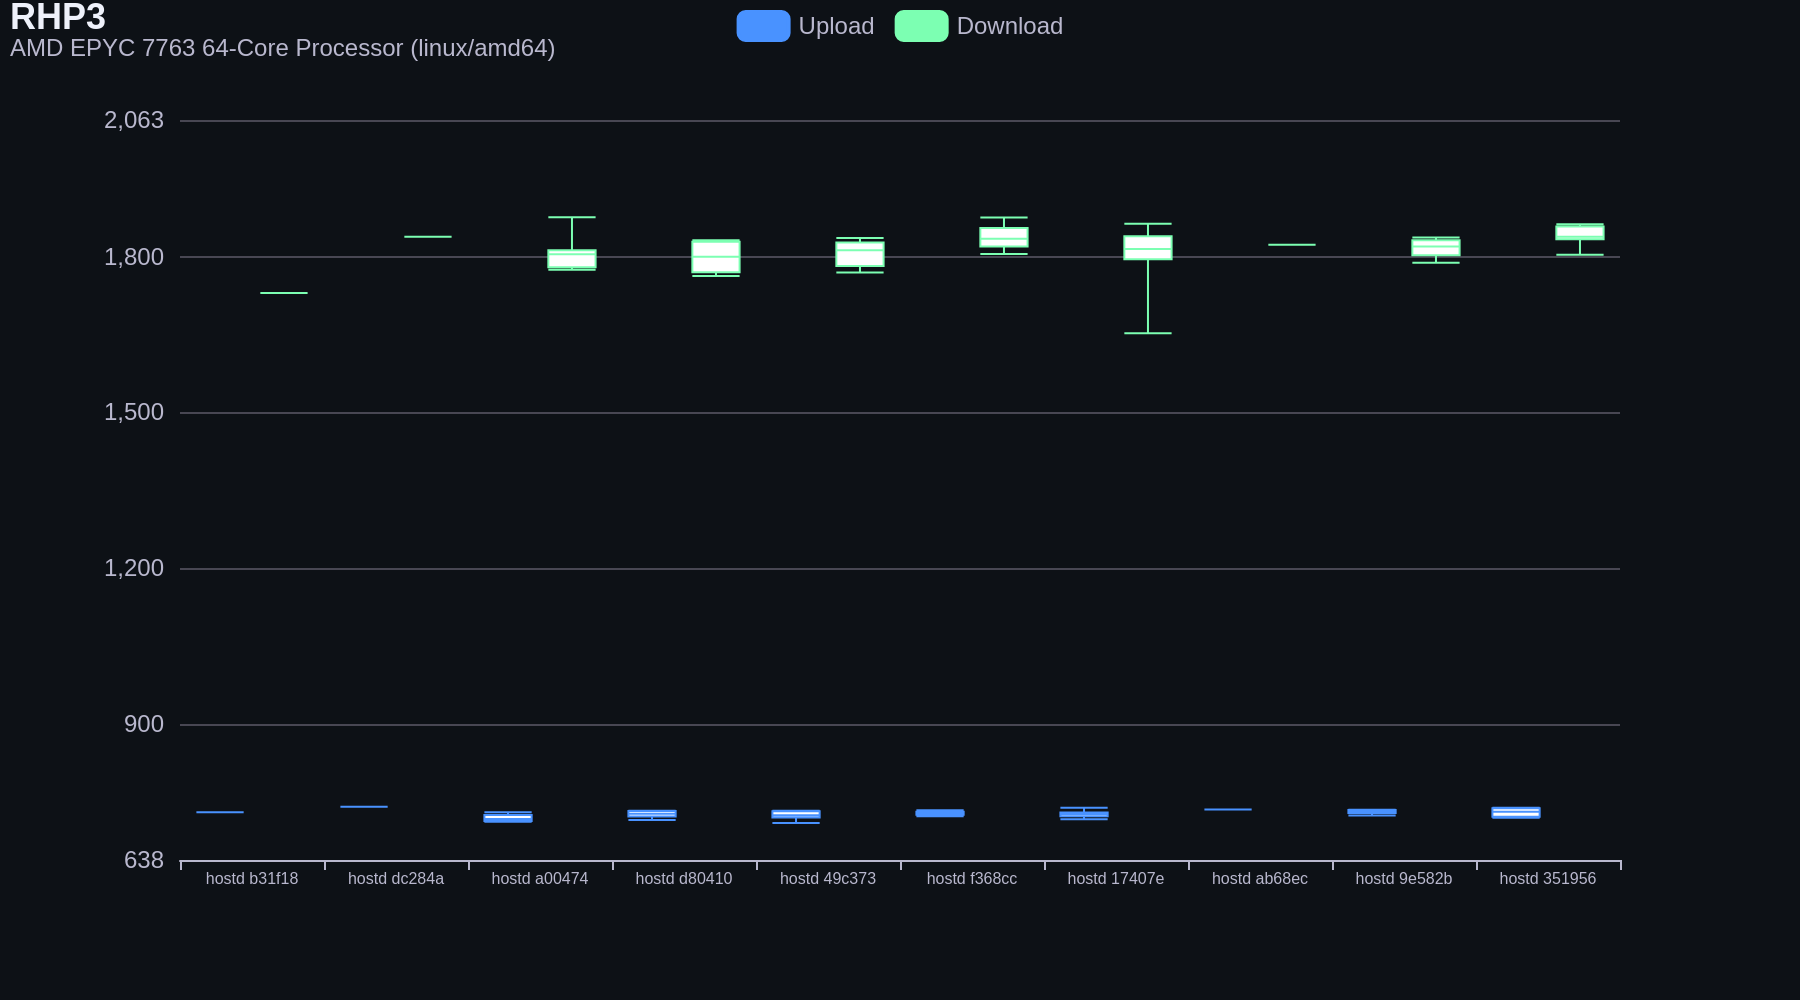 RHP3
AMD EPYC 7763 64-Core Processor (linux/amd64)
Upload Download
2,063
1,800
1,500
1,200
900
638
hostd b31f18 hostd dc284a hostd a00474 hostd d80410 hostd 49c373 hostd f368cc hostd 17407e hostd ab68ec hostd 9e582b hostd 351956